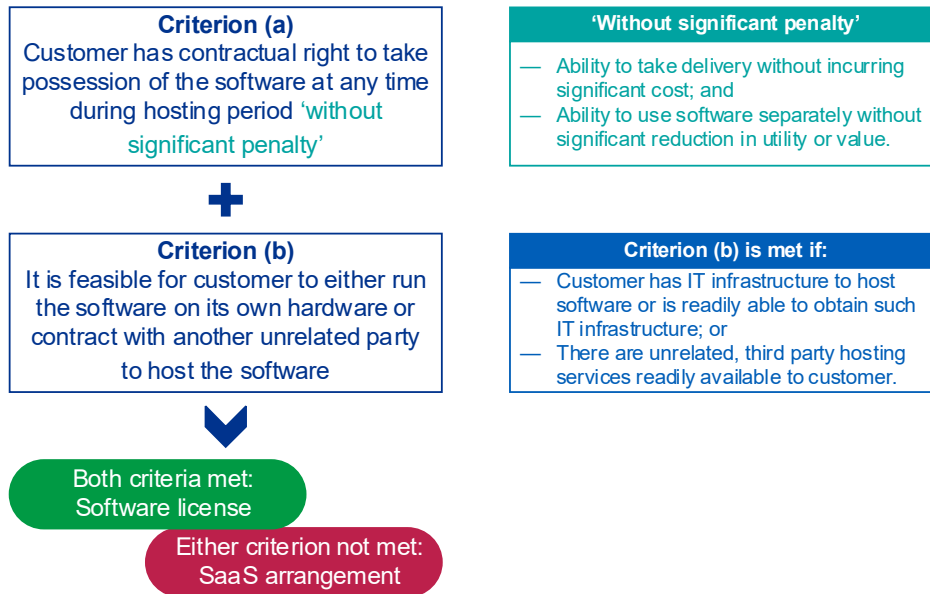 Criterion (a)
Customer has contractual right to take
possession of the software at any time
during hosting period ‘without
significant penalty’
‘Without significant penalty’
— Ability to take delivery without incurring
significant cost; and
— Ability to use software separately without
significant reduction in utility or value.
Criterion (b)
It is feasible for customer to either run
the software on its own hardware or
contract with another unrelated party
to host the software
Criterion (b) is met if:
— Customer has IT infrastructure to host
software or is readily able to obtain such
IT infrastructure; or
— There are unrelated, third party hosting
services readily available to customer.
Both criteria met:
Software license
Either criterion not met:
SaaS arrangement